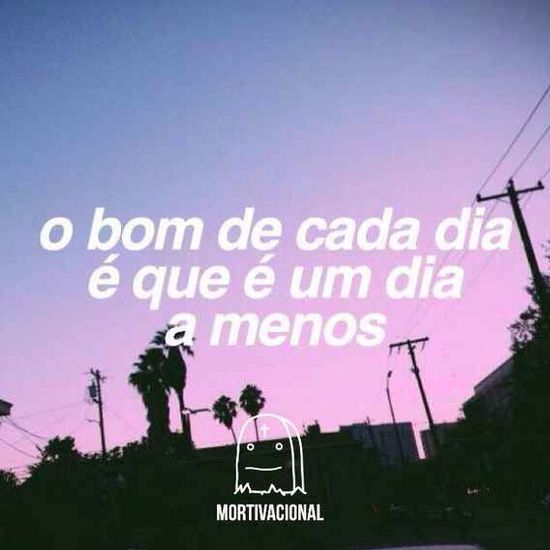 o bom de cada dia
é que é um dia
a menos
MORTIVACIONAL